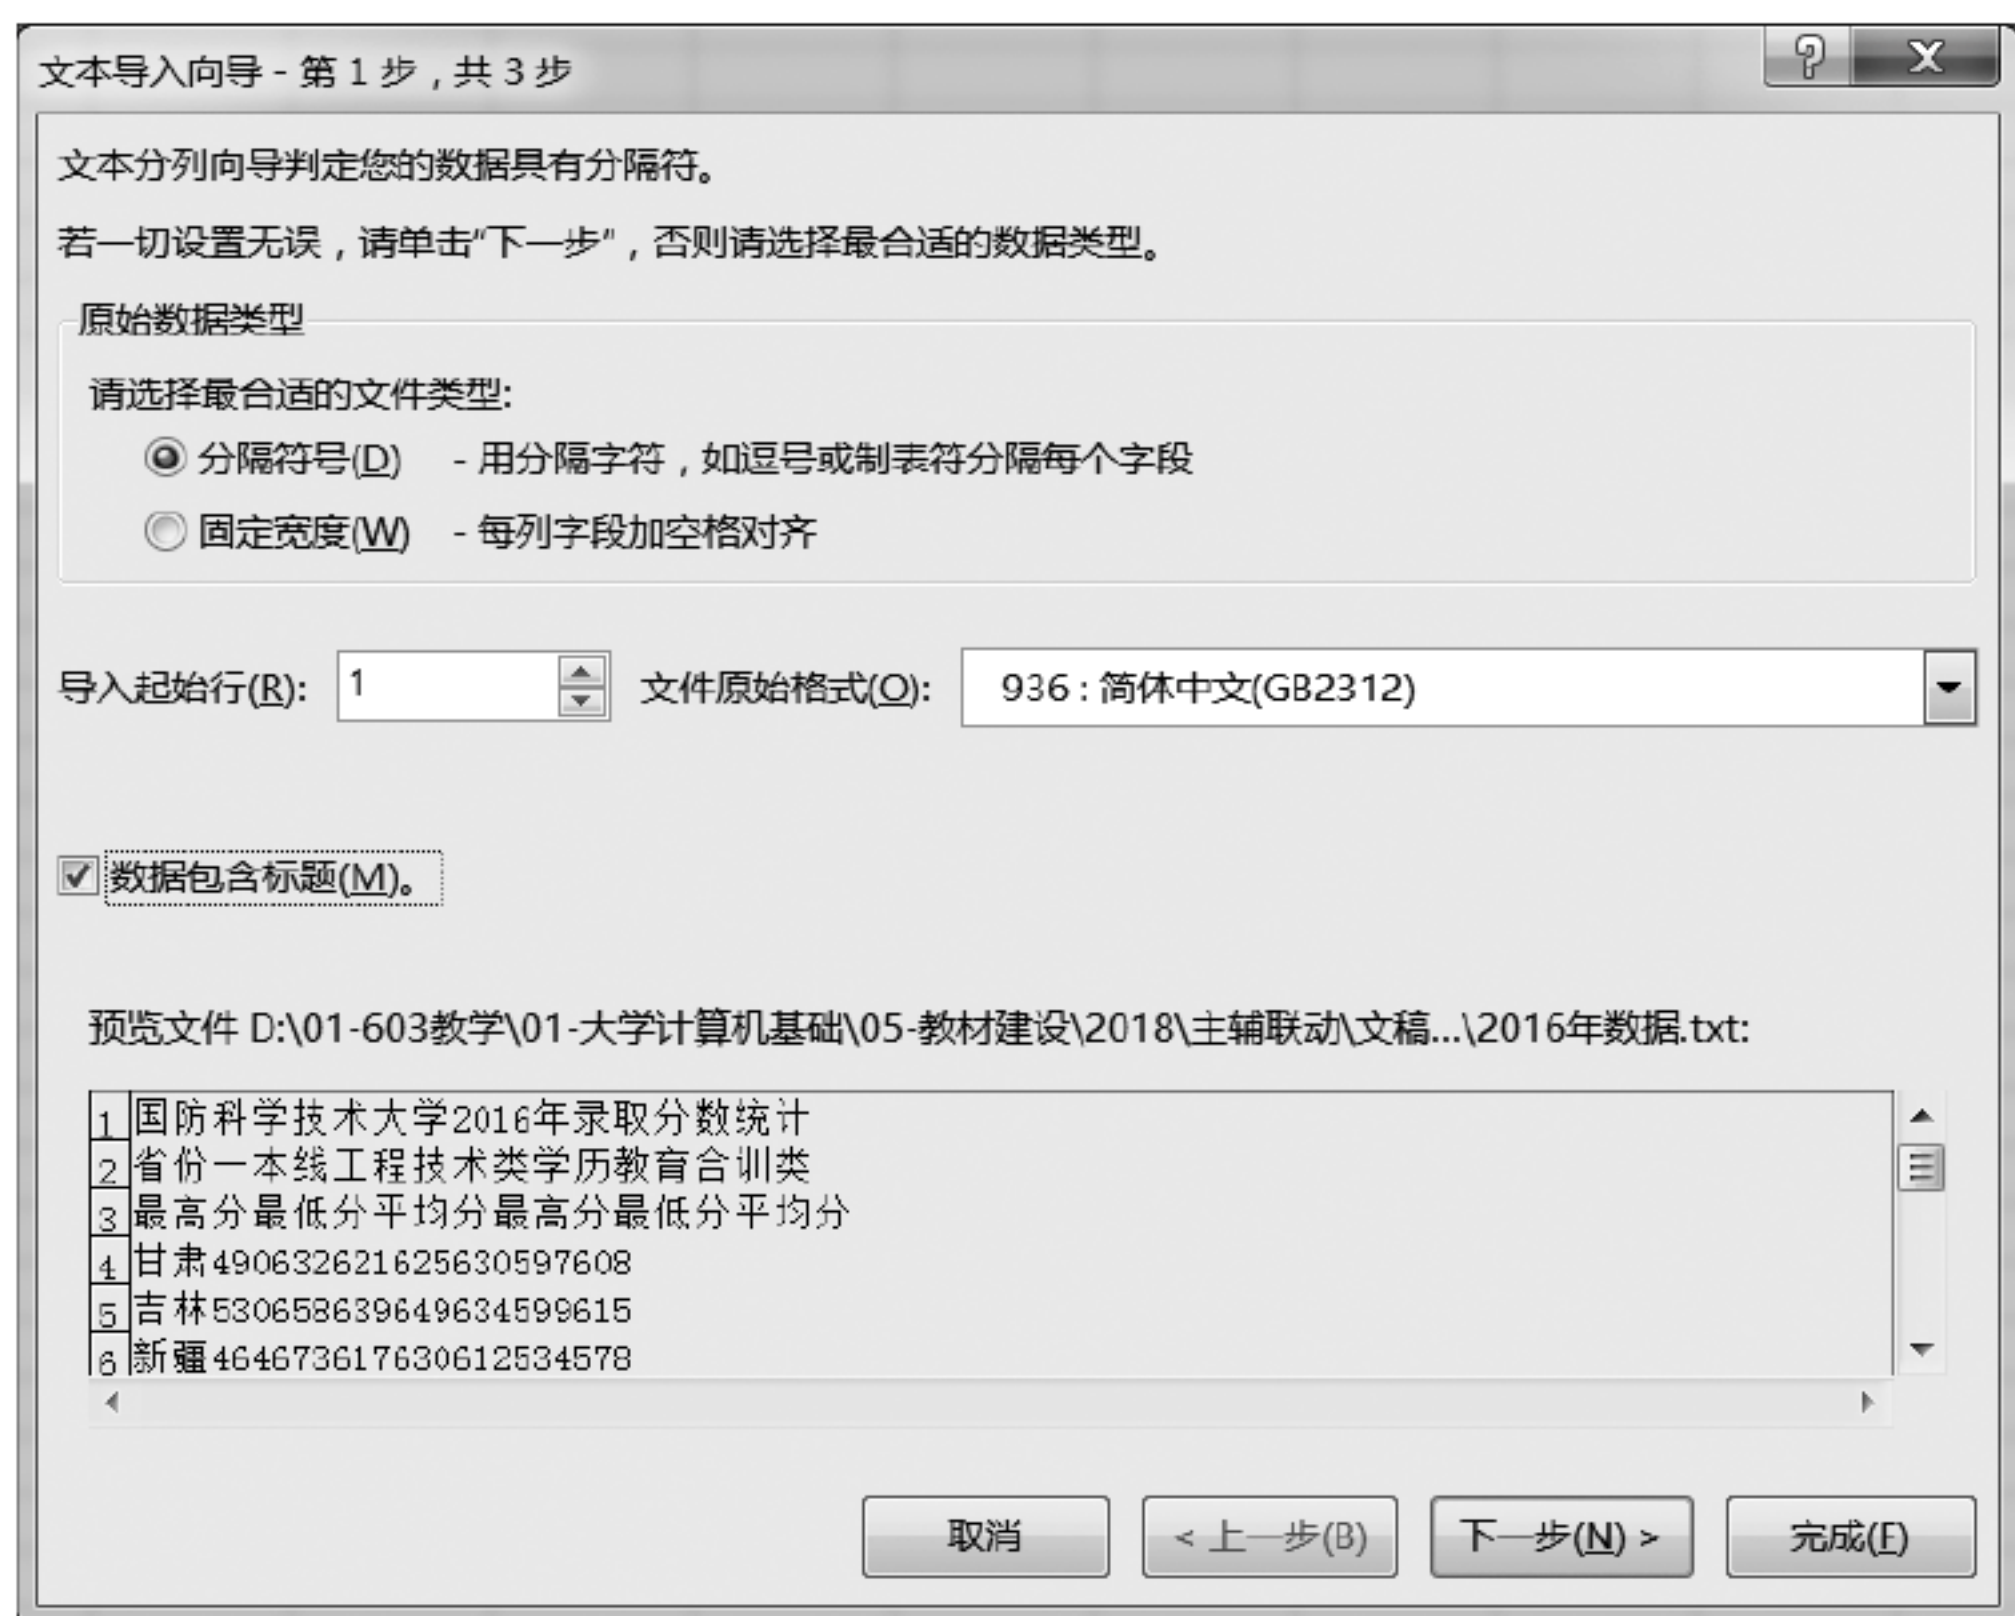 文本导入向导 - 第 1 步，共 3 步
文本分列向导判定您的数据具有分隔符。
若一切设置无误，请单击"下一步"，否则请选择最合适的数据类型。
原始数据类型
请选择最合适的文件类型:
分隔符号(D) - 用分隔字符，如逗号或制表符分隔每个字段
固定宽度(W) - 每列字段加空格对齐
导入起始行(R): 1 文件原始格式(O): 936 : 简体中文(GB2312)
数据包含标题(M)。
预览文件 D:\01-603教学\01-大学计算机基础\05-教材建设\2018\主辅联动\文稿...\2016年数据.txt:
1 国防科学技术大学2016年录取分数统计
2 省份一本线工程技术类学历教育合训类
3 最高分最低分平均分最高分最低分平均分
4 甘肃490632621625630597608
5 吉林530658639649634599615
6 新疆464673617630612534578
取消 < 上一步(B) 下一步(N) > 完成(F)